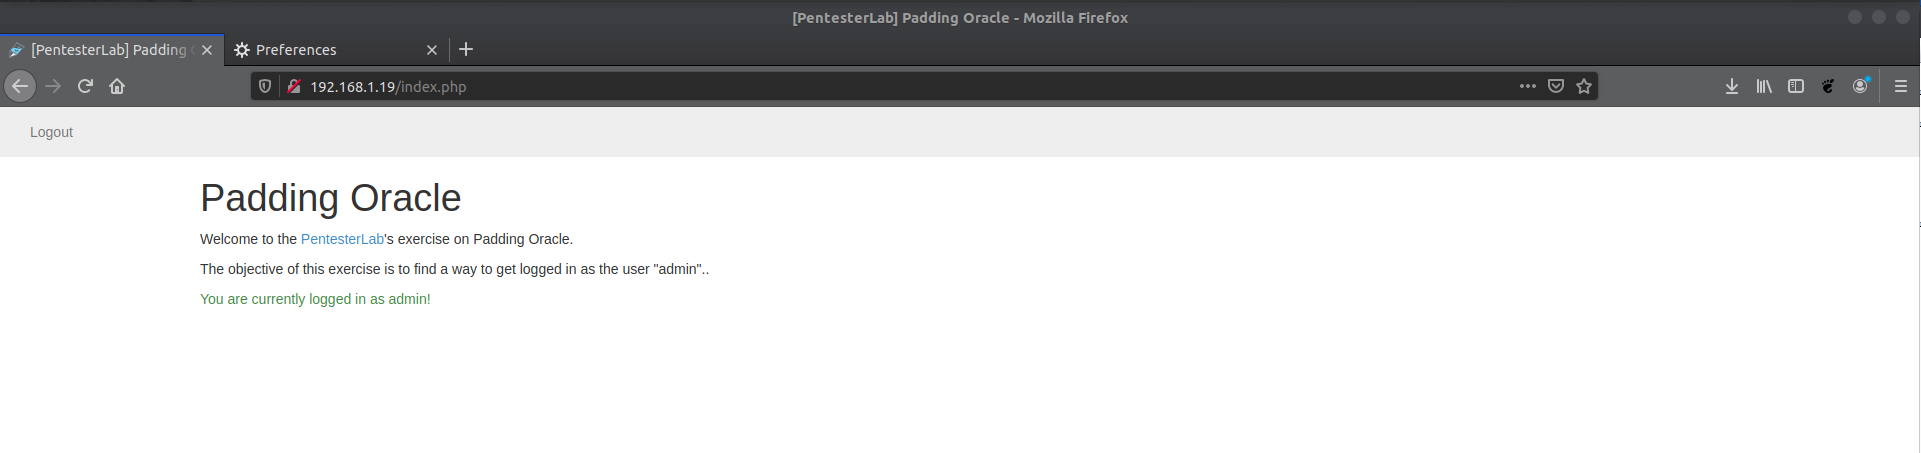 [PentesterLab] Padding Oracle - Mozilla Firefox
[PentesterLab] Padding Preferences
192.168.1.19/index.php
Logout
Padding Oracle
Welcome to the PentesterLab's exercise on Padding Oracle.
The objective of this exercise is to find a way to get logged in as the user "admin"..
You are currently logged in as admin!